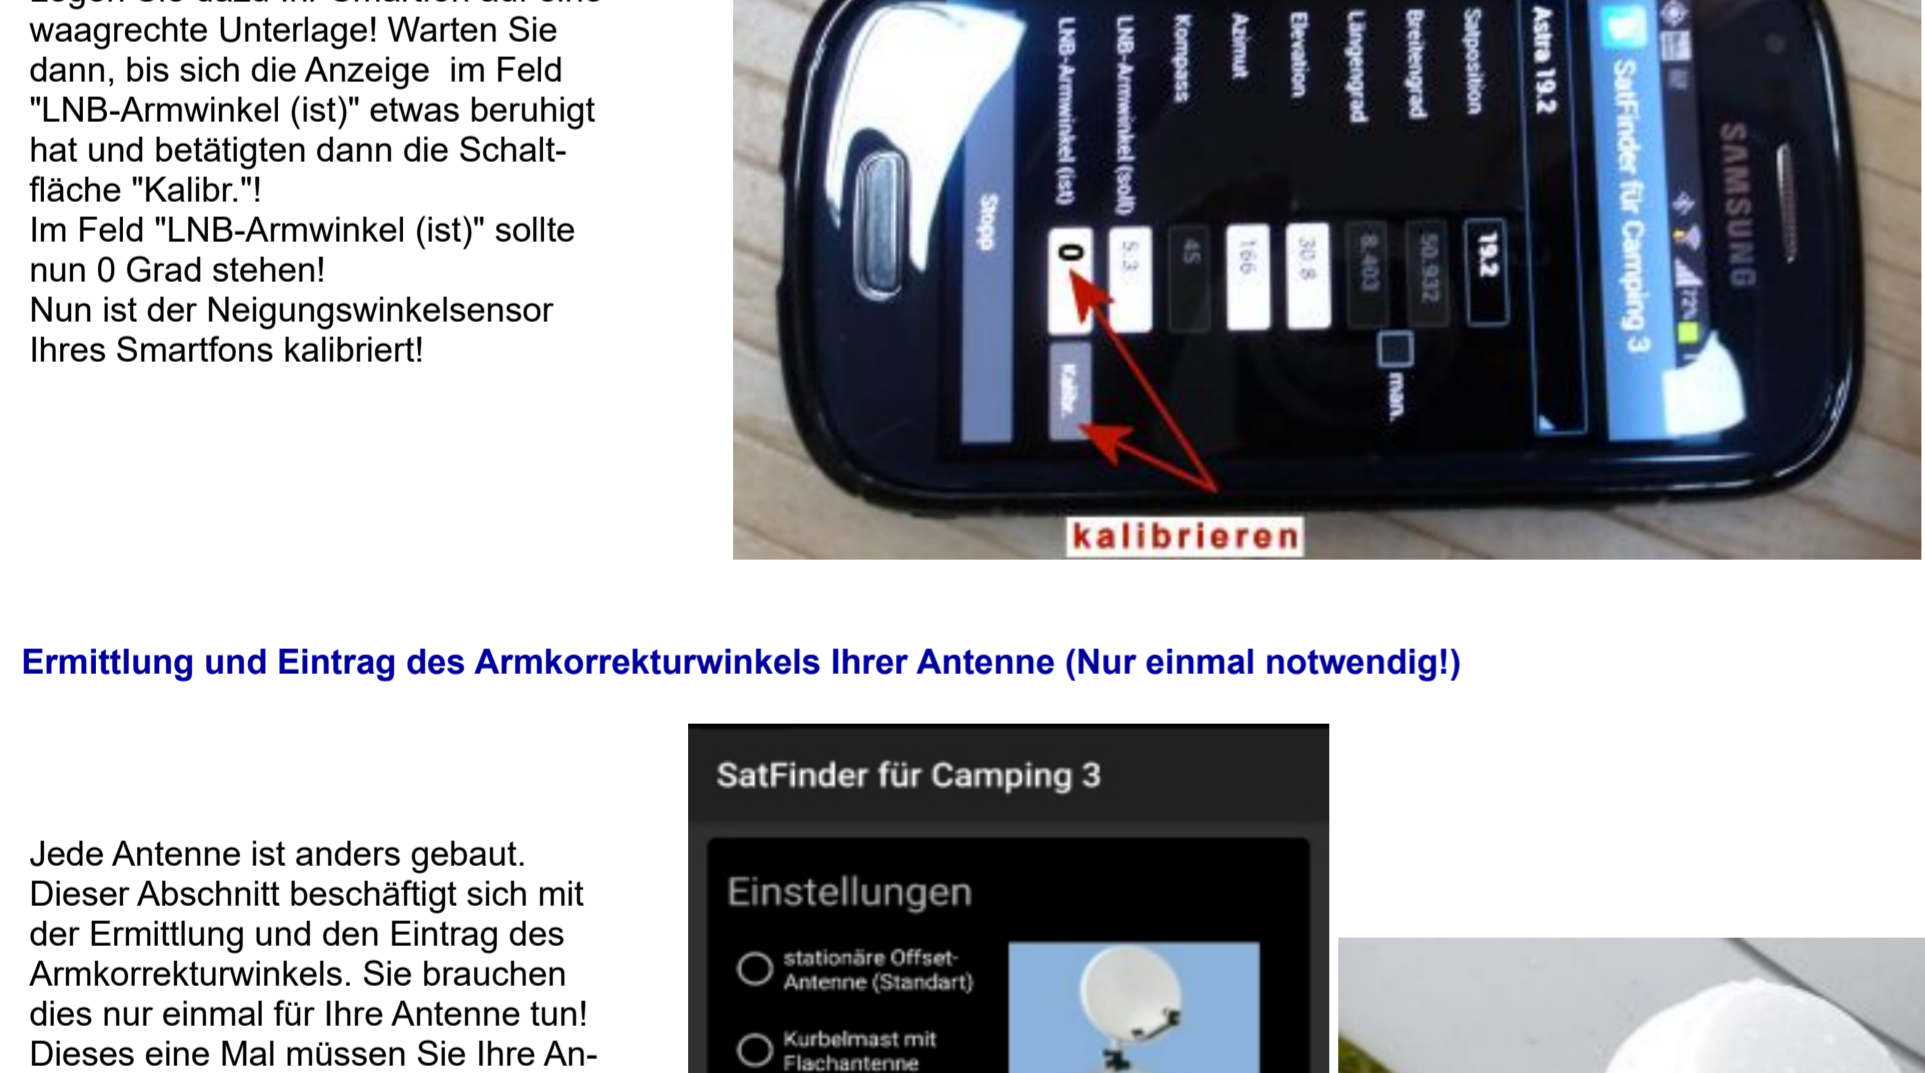 waagrechte Unterlage! Warten Sie
dann, bis sich die Anzeige  im Feld
"LNB-Armwinkel (ist)" etwas beruhigt
hat und betätigten dann die Schalt-
fläche "Kalibr."!
Im Feld "LNB-Armwinkel (ist)" sollte
nun 0 Grad stehen!
Nun ist der Neigungswinkelsensor
Ihres Smartfons kalibriert!
SAMSUNG
72%
SatFinder für Camping 3
Astra 19.2
Satposition 19.2
Breitengrad 50.932
man.
Längengrad 8.403
Elevation 30.8
Azimut 166
Kompass 45
LNB-Armwinkel (soll) 5.3
LNB-Armwinkel (ist) 0 Kalibr.
Stopp
kalibrieren
Ermittlung und Eintrag des Armkorrekturwinkels Ihrer Antenne (Nur einmal notwendig!)
Jede Antenne ist anders gebaut.
Dieser Abschnitt beschäftigt sich mit
der Ermittlung und den Eintrag des
Armkorrekturwinkels. Sie brauchen
dies nur einmal für Ihre Antenne tun!
Dieses eine Mal müssen Sie Ihre An-
SatFinder für Camping 3
Einstellungen
stationäre Offset-
Antenne (Standart)
Kurbelmast mit
Flachantenne